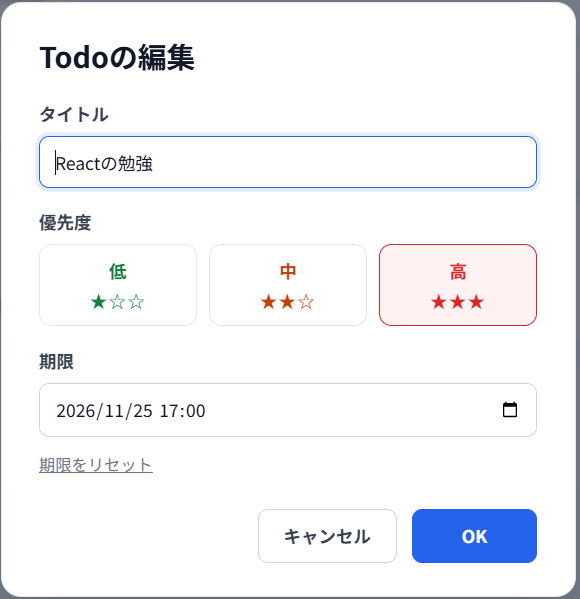 Todoの編集
タイトル
Reactの勉強
優先度
低 中 高
★☆☆ ★★☆ ★★★
期限
2026/11/25 17:00
期限をリセット
キャンセル OK